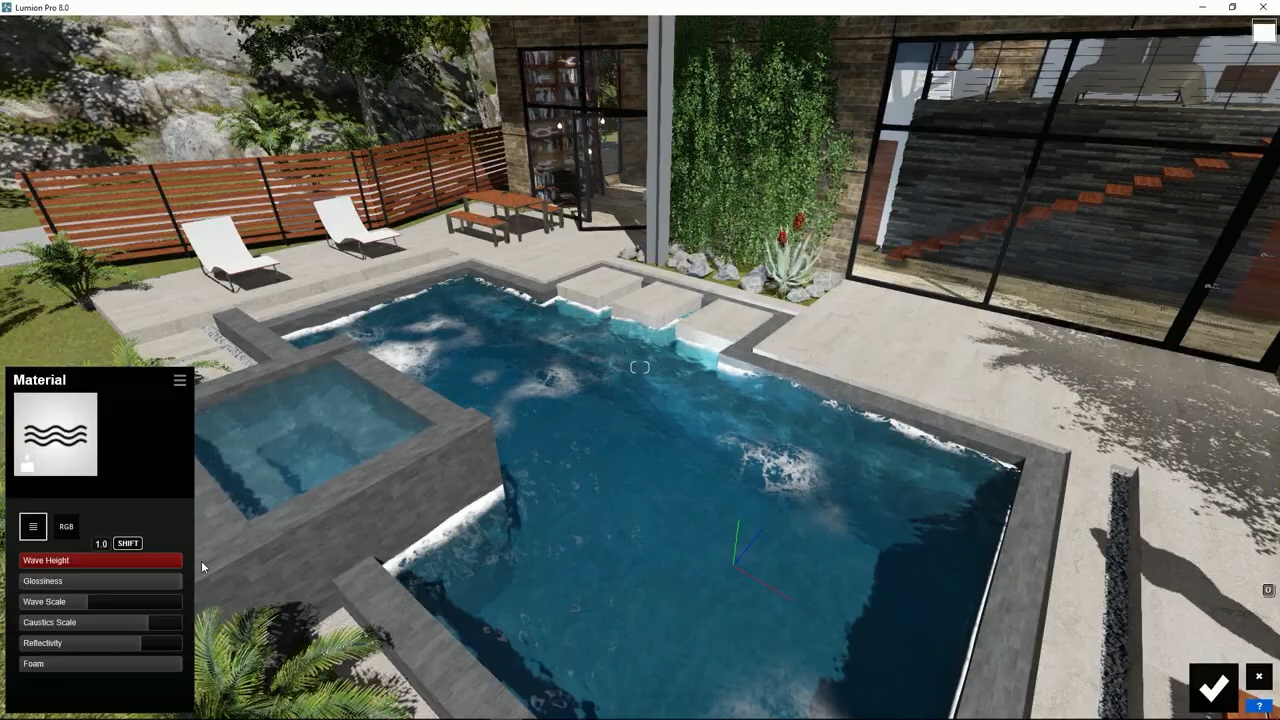 Lumion Pro 8.0
Material
RGB
1.0 SHIFT
Wave Height
Glossiness
Wave Scale
Caustics Scale
Reflectivity
Foam
O
?